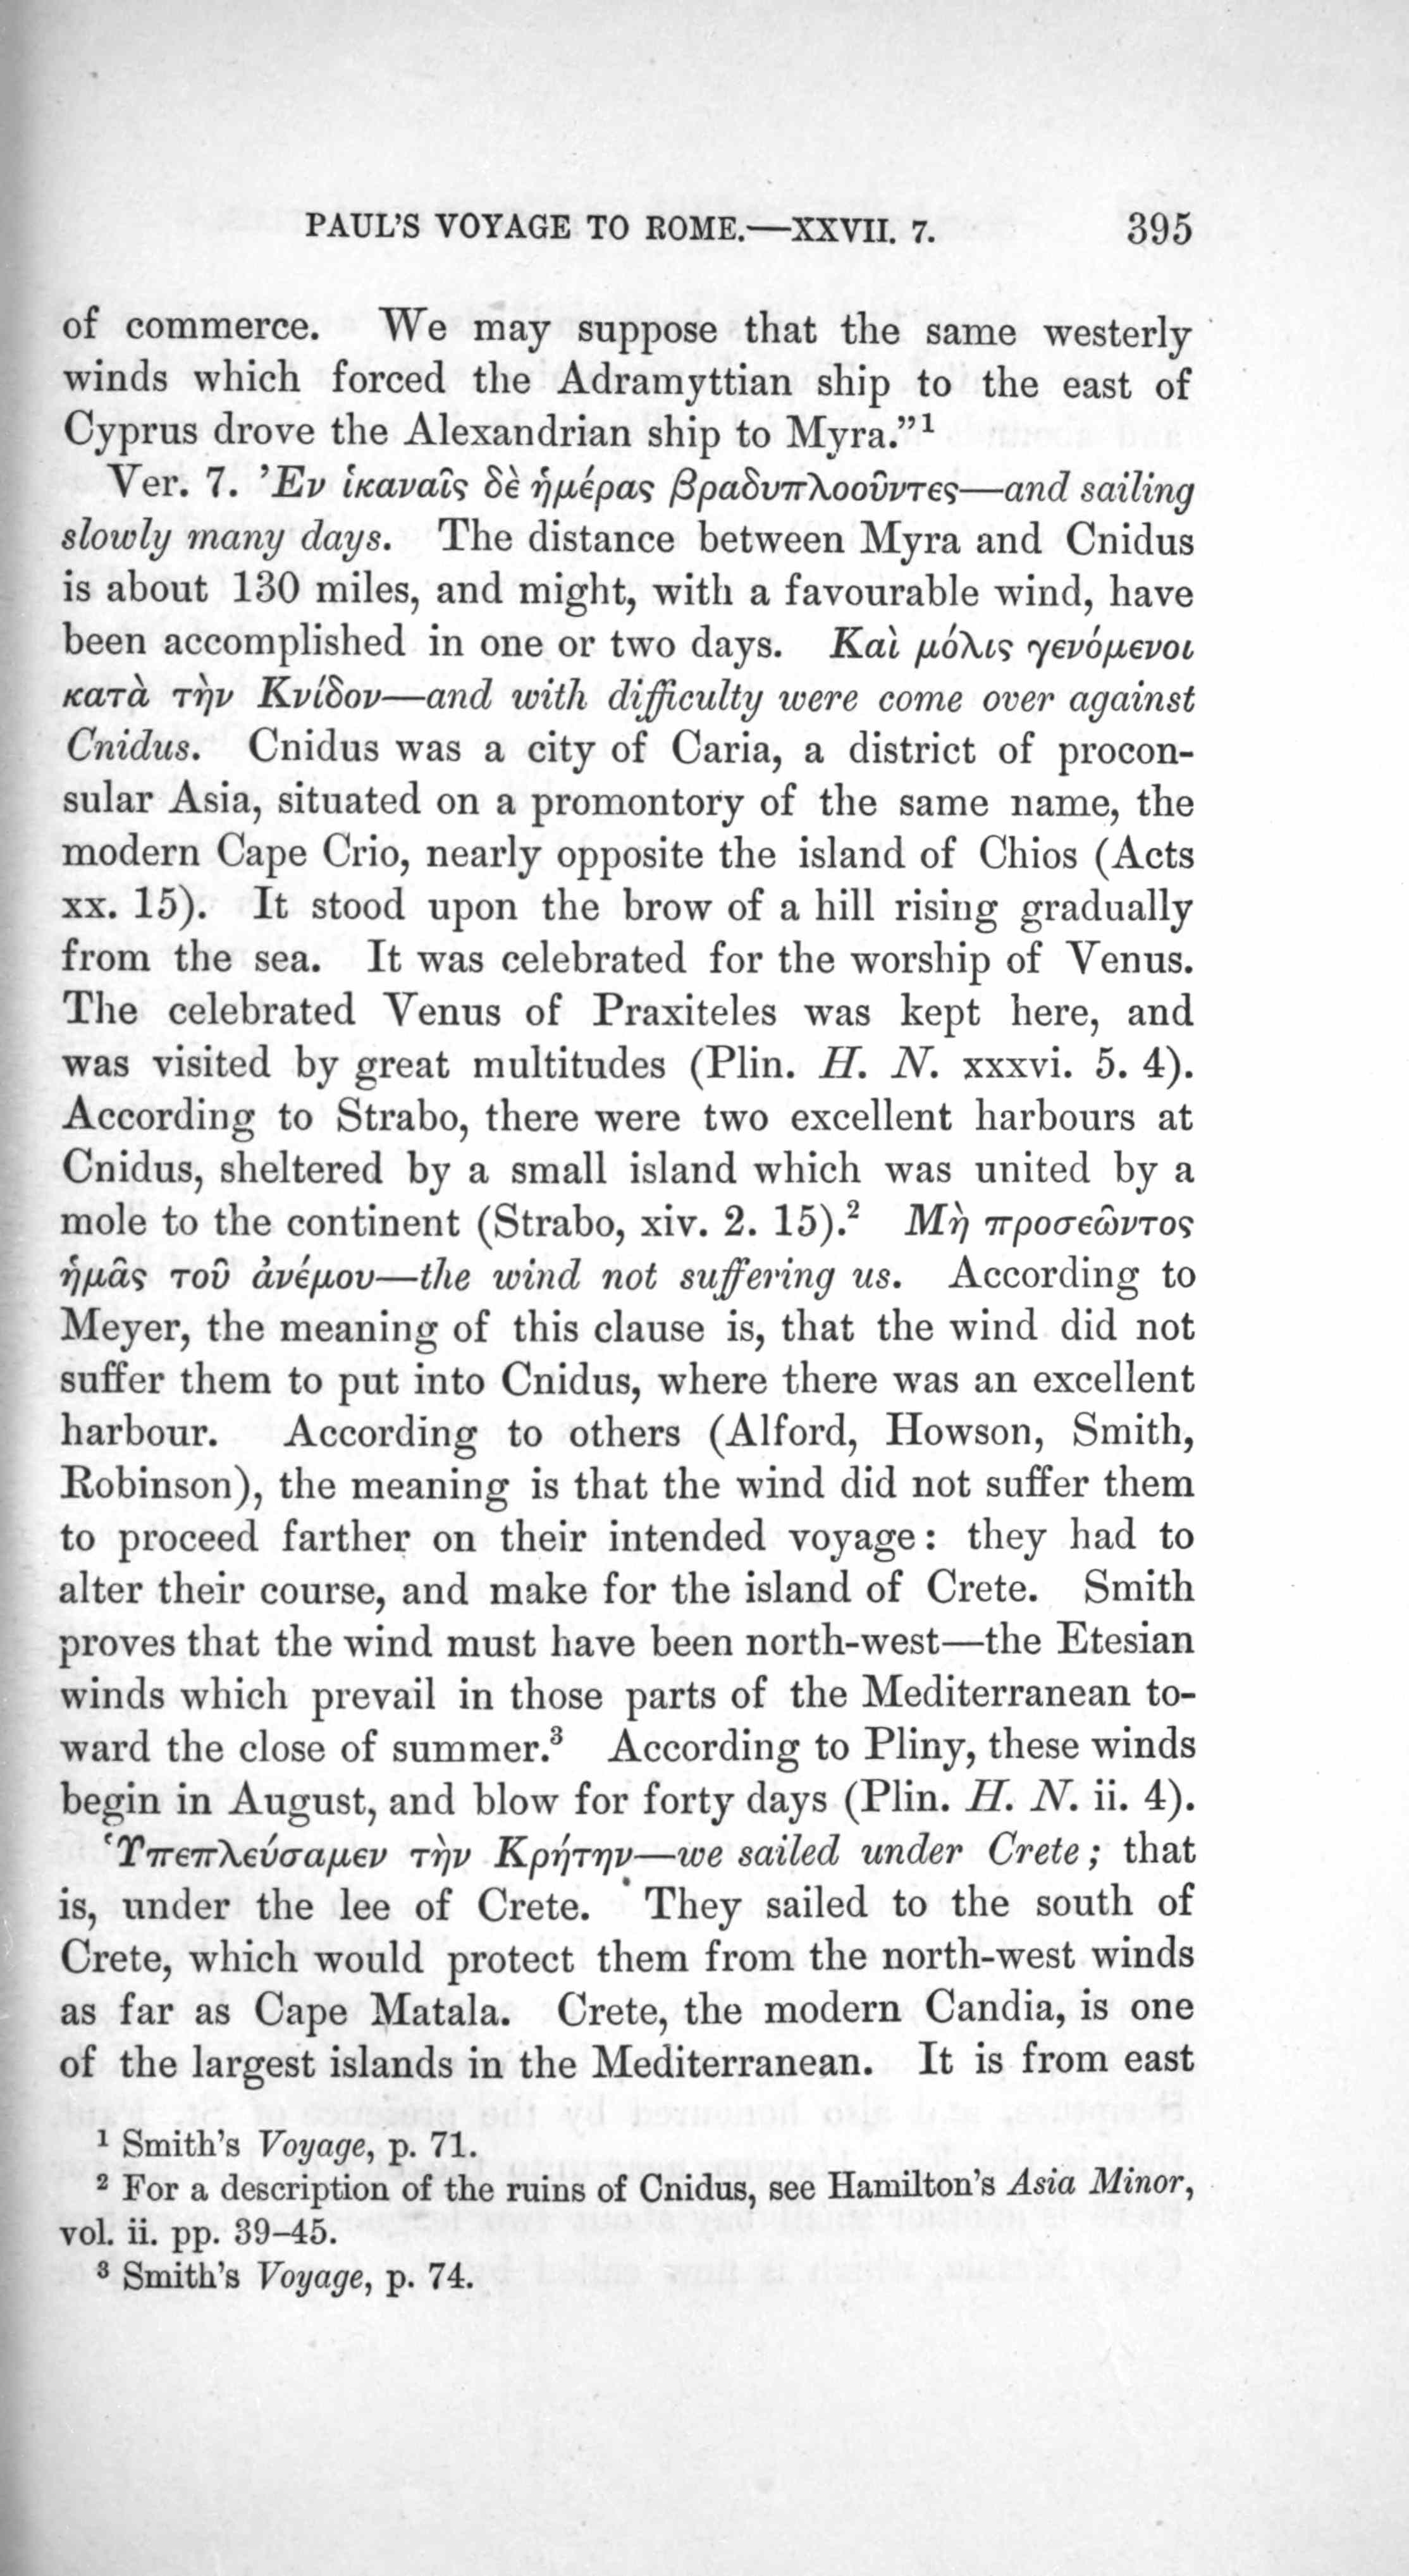 PAUL'S VOYAGE TO ROME.—XXVII. 7. 395
of commerce. We may suppose that the same westerly
winds which forced the Adramyttian ship to the east of
Cyprus drove the Alexandrian ship to Myra.”¹
Ver. 7. Ἐν ἱκαναῖς δὲ ἡμέρας βραδυπλοοῦντες—and sailing
slowly many days. The distance between Myra and Cnidus
is about 130 miles, and might, with a favourable wind, have
been accomplished in one or two days. Καὶ μόλις γενόμενοι
κατὰ τὴν Κνίδον—and with difficulty were come over against
Cnidus. Cnidus was a city of Caria, a district of procon-
sular Asia, situated on a promontory of the same name, the
modern Cape Crio, nearly opposite the island of Chios (Acts
xx. 15). It stood upon the brow of a hill rising gradually
from the sea. It was celebrated for the worship of Venus.
The celebrated Venus of Praxiteles was kept here, and
was visited by great multitudes (Plin. H. N. xxxvi. 5. 4).
According to Strabo, there were two excellent harbours at
Cnidus, sheltered by a small island which was united by a
mole to the continent (Strabo, xiv. 2. 15).² Μὴ προσεῶντος
ἡμᾶς τοῦ ἀνέμου—the wind not suffering us. According to
Meyer, the meaning of this clause is, that the wind did not
suffer them to put into Cnidus, where there was an excellent
harbour. According to others (Alford, Howson, Smith,
Robinson), the meaning is that the wind did not suffer them
to proceed farther on their intended voyage: they had to
alter their course, and make for the island of Crete. Smith
proves that the wind must have been north-west—the Etesian
winds which prevail in those parts of the Mediterranean to-
ward the close of summer.³ According to Pliny, these winds
begin in August, and blow for forty days (Plin. H. N. ii. 4).
Ὑπεπλεύσαμεν τὴν Κρήτην—we sailed under Crete; that
is, under the lee of Crete. They sailed to the south of
Crete, which would protect them from the north-west winds
as far as Cape Matala. Crete, the modern Candia, is one
of the largest islands in the Mediterranean. It is from east
¹ Smith's Voyage, p. 71.
² For a description of the ruins of Cnidus, see Hamilton's Asia Minor,
vol. ii. pp. 39–45.
³ Smith's Voyage, p. 74.